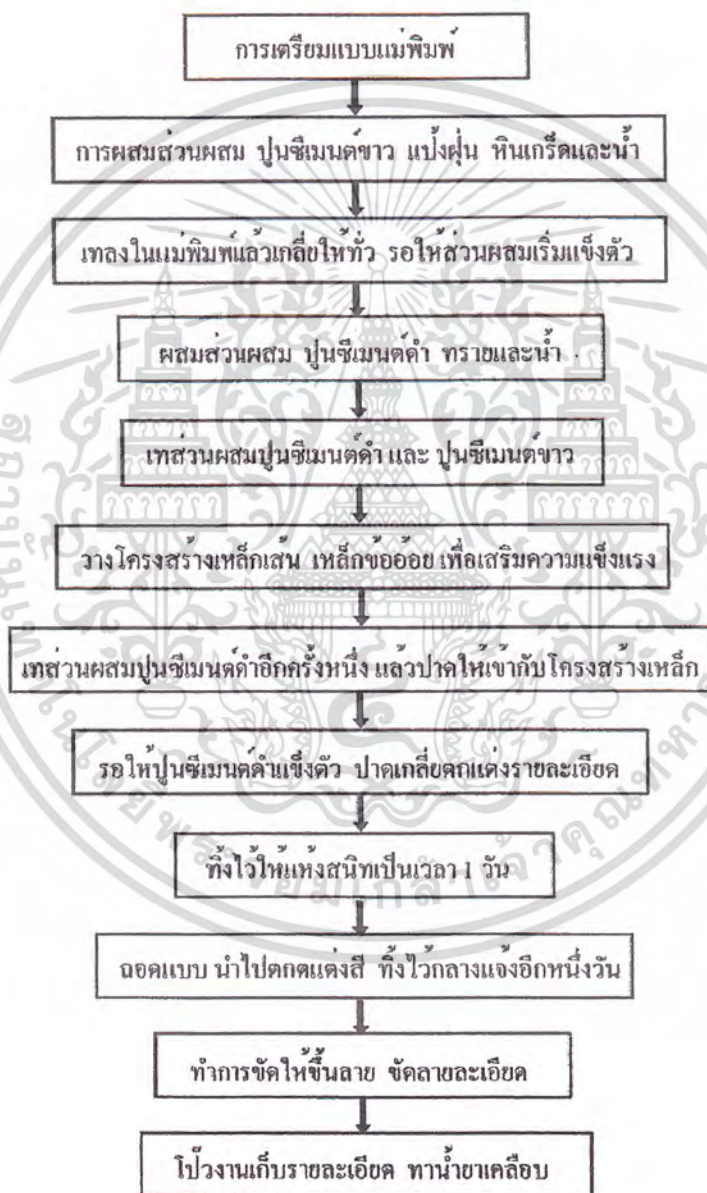 การเตรียมแบบแม่พิมพ์
การผสมส่วนผสม ปูนซีเมนต์ขาว แป้งฝุ่น หินเกร็ดและน้ำ
เทลงในแม่พิมพ์แล้วเกลี่ยให้ทั่ว รอให้ส่วนผสมเริ่มแข็งตัว
ผสมส่วนผสม ปูนซีเมนต์ดำ ทรายและน้ำ
เทส่วนผสมปูนซีเมนต์ดำ และ ปูนซีเมนต์ขาว
วางโครงสร้างเหล็กเส้น เหล็กข้ออ้อย เพื่อเสริมความแข็งแรง
เทส่วนผสมปูนซีเมนต์ดำอีกครั้งหนึ่ง แล้วปาดให้เข้ากับโครงสร้างเหล็ก
รอให้ปูนซีเมนต์ดำแข็งตัว ปาดเกลี่ยตกแต่งรายละเอียด
ทิ้งไว้ให้แห้งสนิทเป็นเวลา 1 วัน
ถอดแบบ นำไปตกตแต่งสี ทิ้งไว้กลางแจ้งอีกหนึ่งวัน
ทำการขัดให้ขึ้นลาย ขัดลายละเอียด
โป๊วงานเก็บรายละเอียด ทาน้ำยาเคลือบ